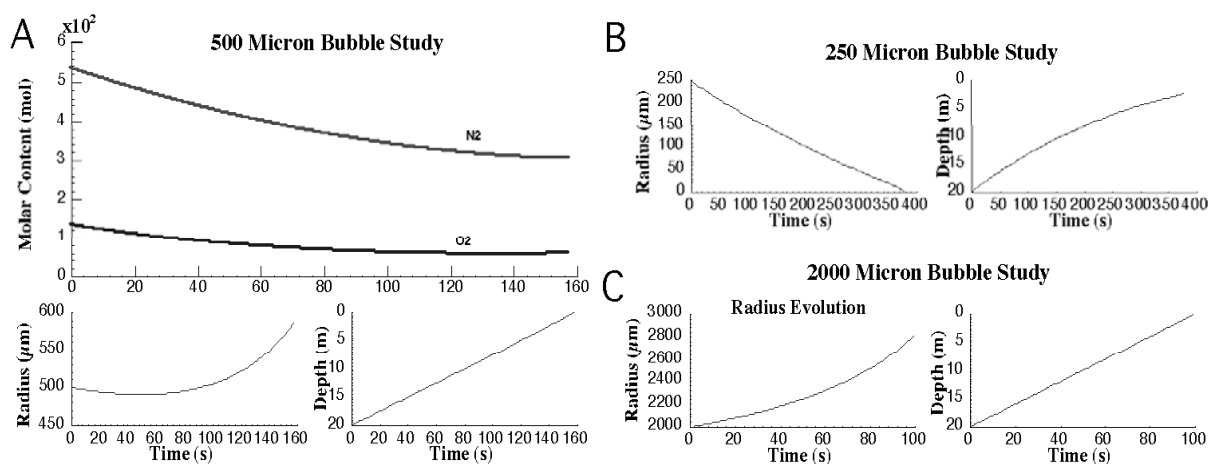 A
500 Micron Bubble Study
x10²
Molar Content (mol)
6
5
4
3
2
1
0
N2
O2
0 20 40 60 80 100 120 140 160
Radius (μm)
600
550
500
450
0 20 40 60 80 100 120 140 160
Time (s)
Depth (m)
0
5
10
15
20
0 20 40 60 80 100 120 140 160
Time (s)
B
250 Micron Bubble Study
Radius (μm)
250
200
150
100
50
0
0 50 100 150 200 250 300 350 400
Time (s)
Depth (m)
0
5
10
15
20
0 50 100 150 200 250 300 350 400
Time (s)
C
2000 Micron Bubble Study
Radius Evolution
Radius (μm)
3000
2800
2600
2400
2200
2000
0 20 40 60 80 100
Time (s)
Depth (m)
0
5
10
15
20
0 20 40 60 80 100
Time (s)